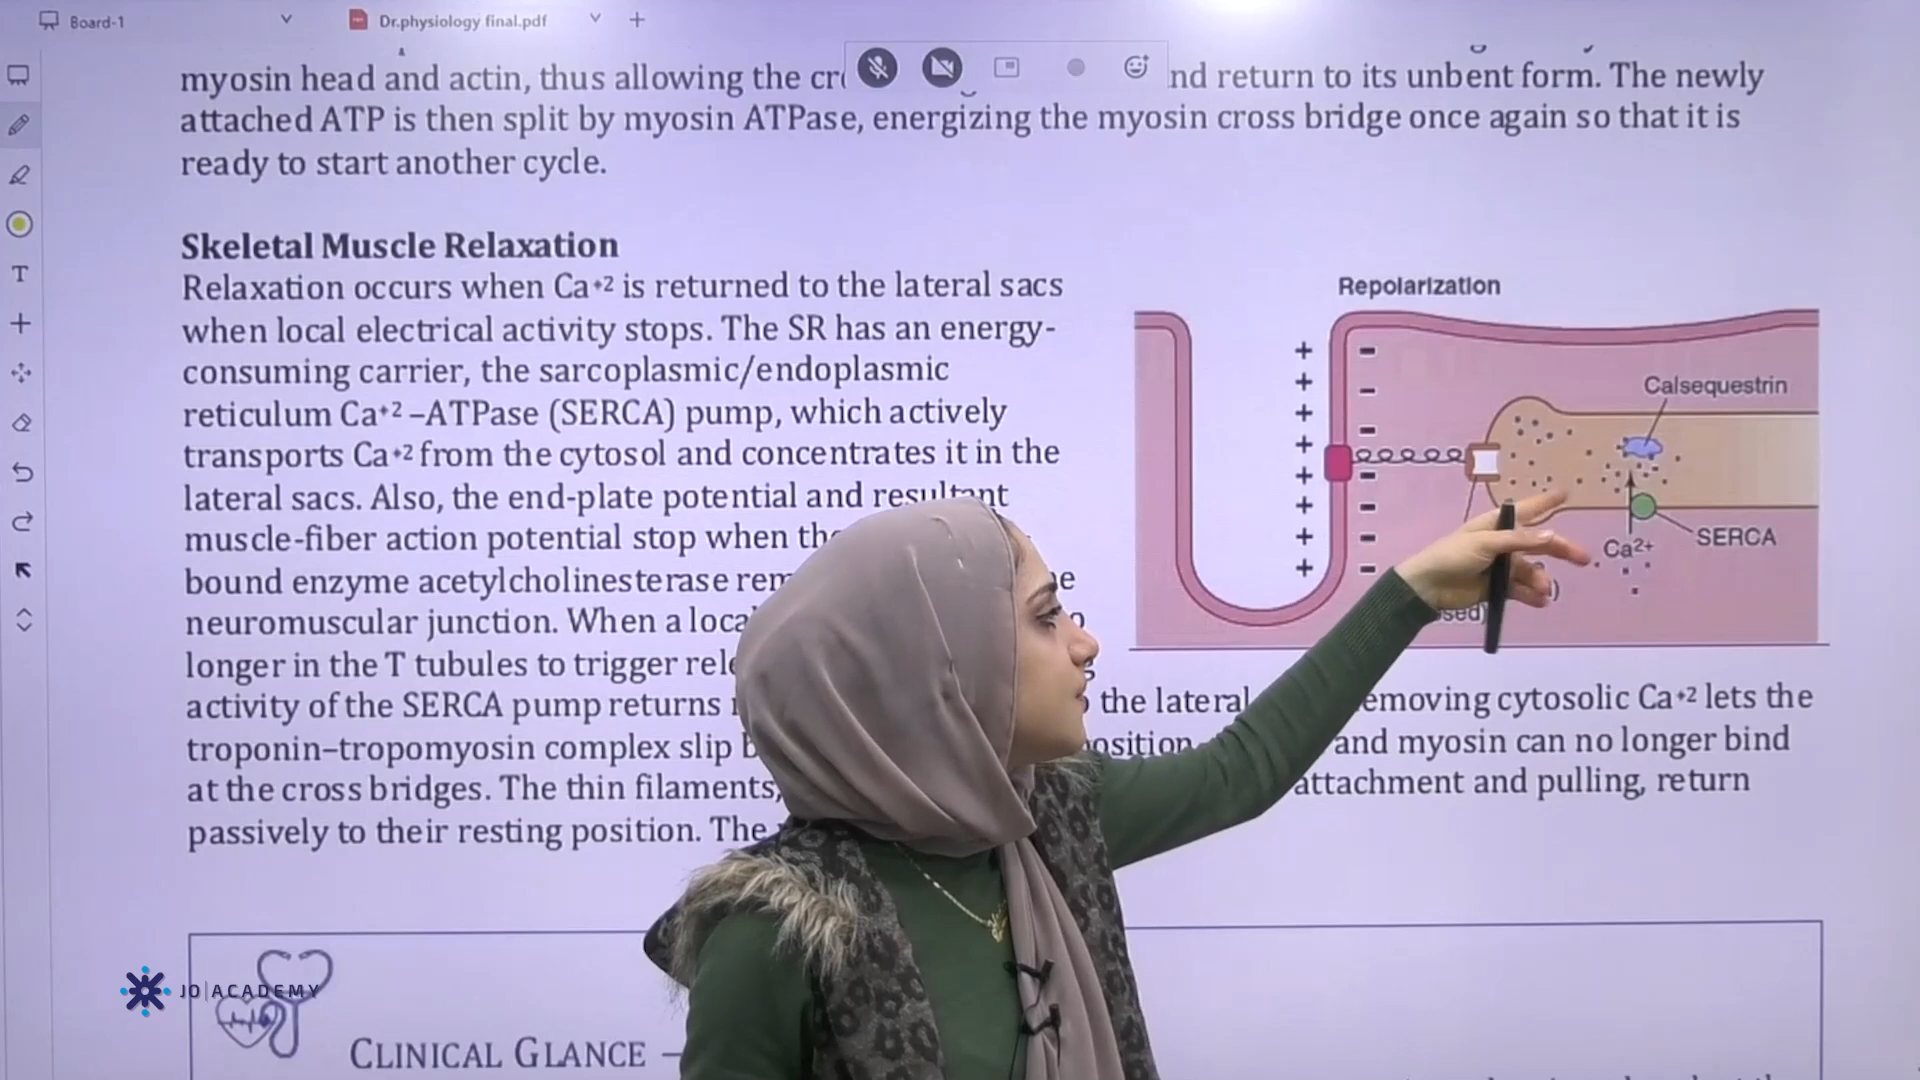 Board-1
Dr.physiology final.pdf
myosin head and actin, thus allowing the nd return to its unbent form. The newly
attached ATP is then split by myosin ATPase, energizing the myosin cross bridge once again so that it is
ready to start another cycle.
Skeletal Muscle Relaxation
Relaxation occurs when Ca+2 is returned to the lateral sacs
when local electrical activity stops. The SR has an energy-
consuming carrier, the sarcoplasmic/endoplasmic
reticulum Ca+2 –ATPase (SERCA) pump, which actively
transports Ca+2 from the cytosol and concentrates it in the
lateral sacs. Also, the end-plate potential and resultant
muscle-fiber action potential stop when
bound enzyme acetylcholinesterase
neuromuscular junction. When a
longer in the T tubules to trigger
activity of the SERCA pump returns the lateral emoving cytosolic Ca+2 lets the
troponin–tropomyosin complex slip and myosin can no longer bind
at the cross bridges. The thin filaments, attachment and pulling, return
passively to their resting position. The
Repolarization
Calsequestrin
SERCA
Ca2+
JO|ACADEMY
CLINICAL GLANCE –